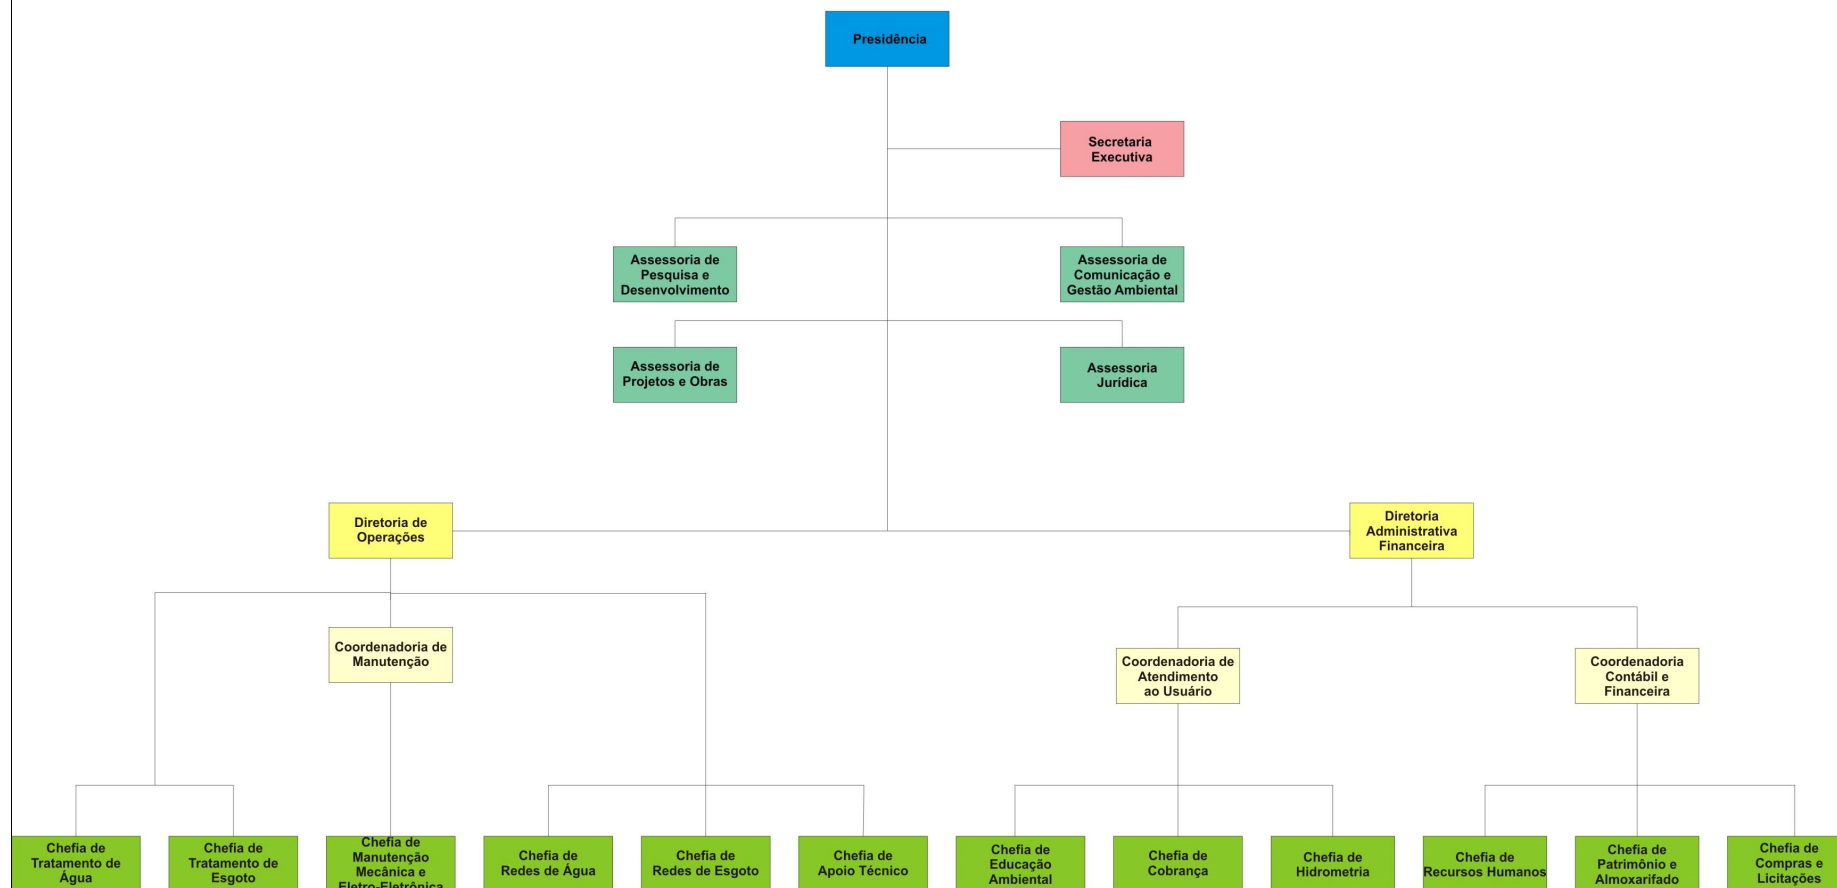 Presidência
Secretaria
Executiva
Assessoria de
Pesquisa e
Desenvolvimento
Assessoria de
Comunicação e
Gestão Ambiental
Assessoria de
Projetos e Obras
Assessoria
Jurídica
Diretoria de
Operações
Diretoria
Administrativa
Financeira
Coordenadoria de
Manutenção
Coordenadoria de
Atendimento
ao Usuário
Coordenadoria
Contábil e
Financeira
Chefia de
Tratamento de
Água
Chefia de
Tratamento de
Esgoto
Chefia de
Manutenção
Mecânica e
Eletro-Eletrônica
Chefia de
Redes de Água
Chefia de
Redes de Esgoto
Chefia de
Apoio Técnico
Chefia de
Educação
Ambiental
Chefia de
Cobrança
Chefia de
Hidrometria
Chefia de
Recursos Humanos
Chefia de
Patrimônio e
Almoxarifado
Chefia de
Compras e
Licitações